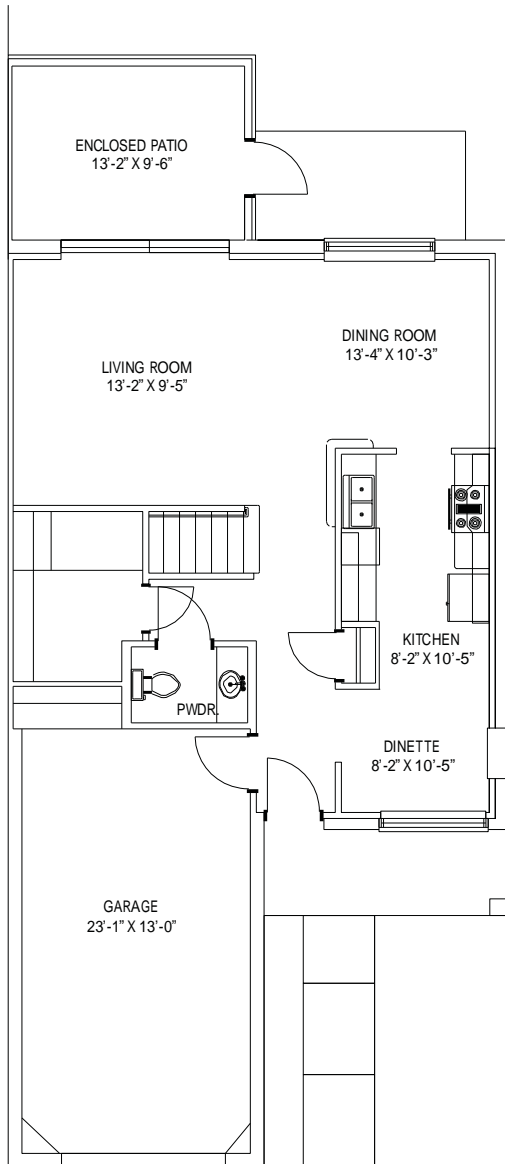 ENCLOSED PATIO
13'-2” X 9'-6”
DINING ROOM
13'-4” X 10'-3”
LIVING ROOM
13'-2” X 9'-5”
KITCHEN
8'-2” X 10'-5”
PWDR.
DINETTE
8'-2” X 10'-5”
GARAGE
23'-1” X 13'-0”